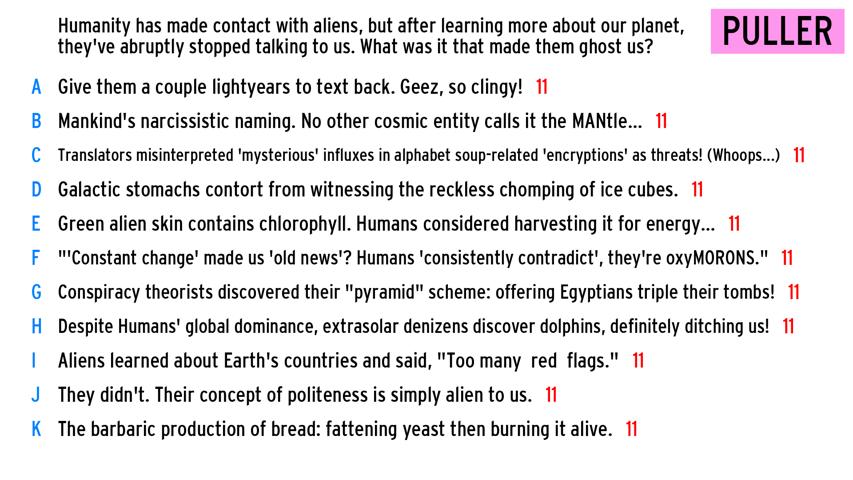 Humanity has made contact with aliens, but after learning more about our planet,
they've abruptly stopped talking to us. What was it that made them ghost us?
PULLER
A Give them a couple lightyears to text back. Geez, so clingy! 11
B Mankind's narcissistic naming. No other cosmic entity calls it the MANtle... 11
C Translators misinterpreted 'mysterious' influxes in alphabet soup-related 'encryptions' as threats! (Whoops...) 11
D Galactic stomachs contort from witnessing the reckless chomping of ice cubes. 11
E Green alien skin contains chlorophyll. Humans considered harvesting it for energy... 11
F "'Constant change' made us 'old news'? Humans 'consistently contradict', they're oxyMORONS." 11
G Conspiracy theorists discovered their "pyramid" scheme: offering Egyptians triple their tombs! 11
H Despite Humans' global dominance, extrasolar denizens discover dolphins, definitely ditching us! 11
I Aliens learned about Earth's countries and said, "Too many red flags." 11
J They didn't. Their concept of politeness is simply alien to us. 11
K The barbaric production of bread: fattening yeast then burning it alive. 11